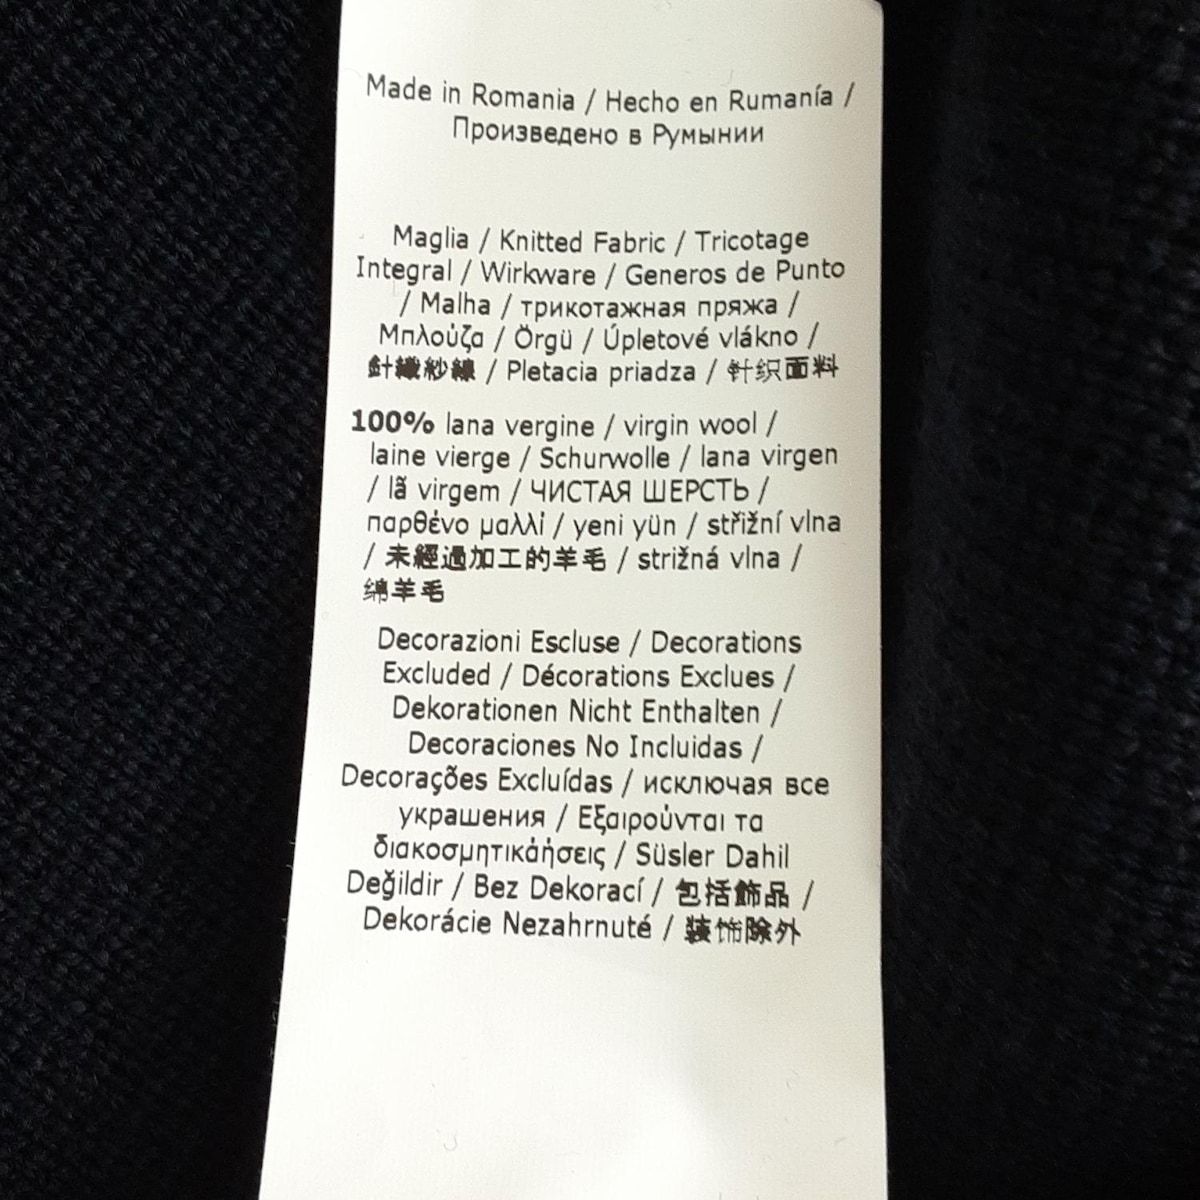 Made in Romania / Hecho en Rumanía /
Произведено в Румынии
Maglia / Knitted Fabric / Tricotage
Integral / Wirkware / Generos de Punto
/ Malha / трикотажная пряжа /
Μπλούζα / Örgü / Úpletové vlákno /
針織紗線 / Pletacia priadza / 针织面料
100% lana vergine / virgin wool /
laine vierge / Schurwolle / lana virgen
/ lã virgem / ЧИСТАЯ ШЕРСТЬ /
παρθένο μαλλί / yeni yün / střižní vlna
/ 未經過加工的羊毛 / strižná vlna /
绵羊毛
Decorazioni Escluse / Decorations
Excluded / Décorations Exclues /
Dekorationen Nicht Enthalten /
Decoraciones No Incluidas /
Decorações Excluídas / исключая все
украшения / Εξαιρούνται τα
διακοσμητικάήσεις / Süsler Dahil
Değildir / Bez Dekorací / 包括飾品 /
Dekorácie Nezahrnuté / 装饰除外